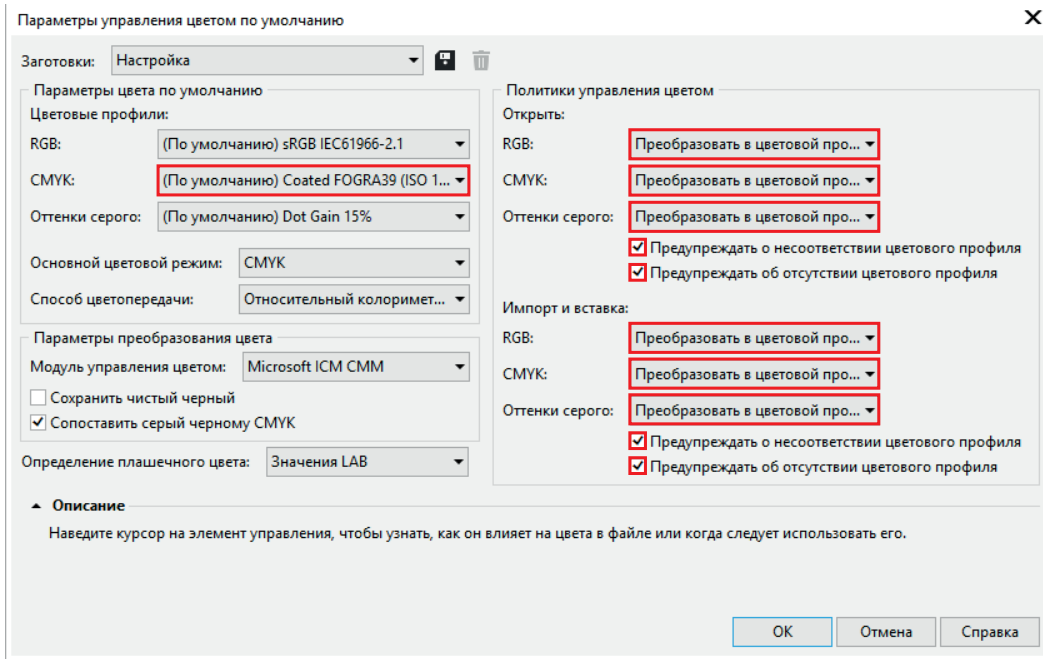 Параметры управления цветом по умолчанию
Заготовки: Настройка
Параметры цвета по умолчанию
Цветовые профили:
RGB: (По умолчанию) sRGB IEC61966-2.1
CMYK: (По умолчанию) Coated FOGRA39 (ISO 1...
Оттенки серого: (По умолчанию) Dot Gain 15%
Основной цветовой режим: CMYK
Способ цветопередачи: Относительный колоримет...
Параметры преобразования цвета
Модуль управления цветом: Microsoft ICM CMM
Сохранить чистый черный
Сопоставить серый черному CMYK
Определение плашечного цвета: Значения LAB
Политики управления цветом
Открыть:
RGB: Преобразовать в цветовой про...
CMYK: Преобразовать в цветовой про...
Оттенки серого: Преобразовать в цветовой про...
Предупреждать о несоответствии цветового профиля
Предупреждать об отсутствии цветового профиля
Импорт и вставка:
RGB: Преобразовать в цветовой про...
CMYK: Преобразовать в цветовой про...
Оттенки серого: Преобразовать в цветовой про...
Предупреждать о несоответствии цветового профиля
Предупреждать об отсутствии цветового профиля
Описание
Наведите курсор на элемент управления, чтобы узнать, как он влияет на цвета в файле или когда следует использовать его.
OK Отмена Справка